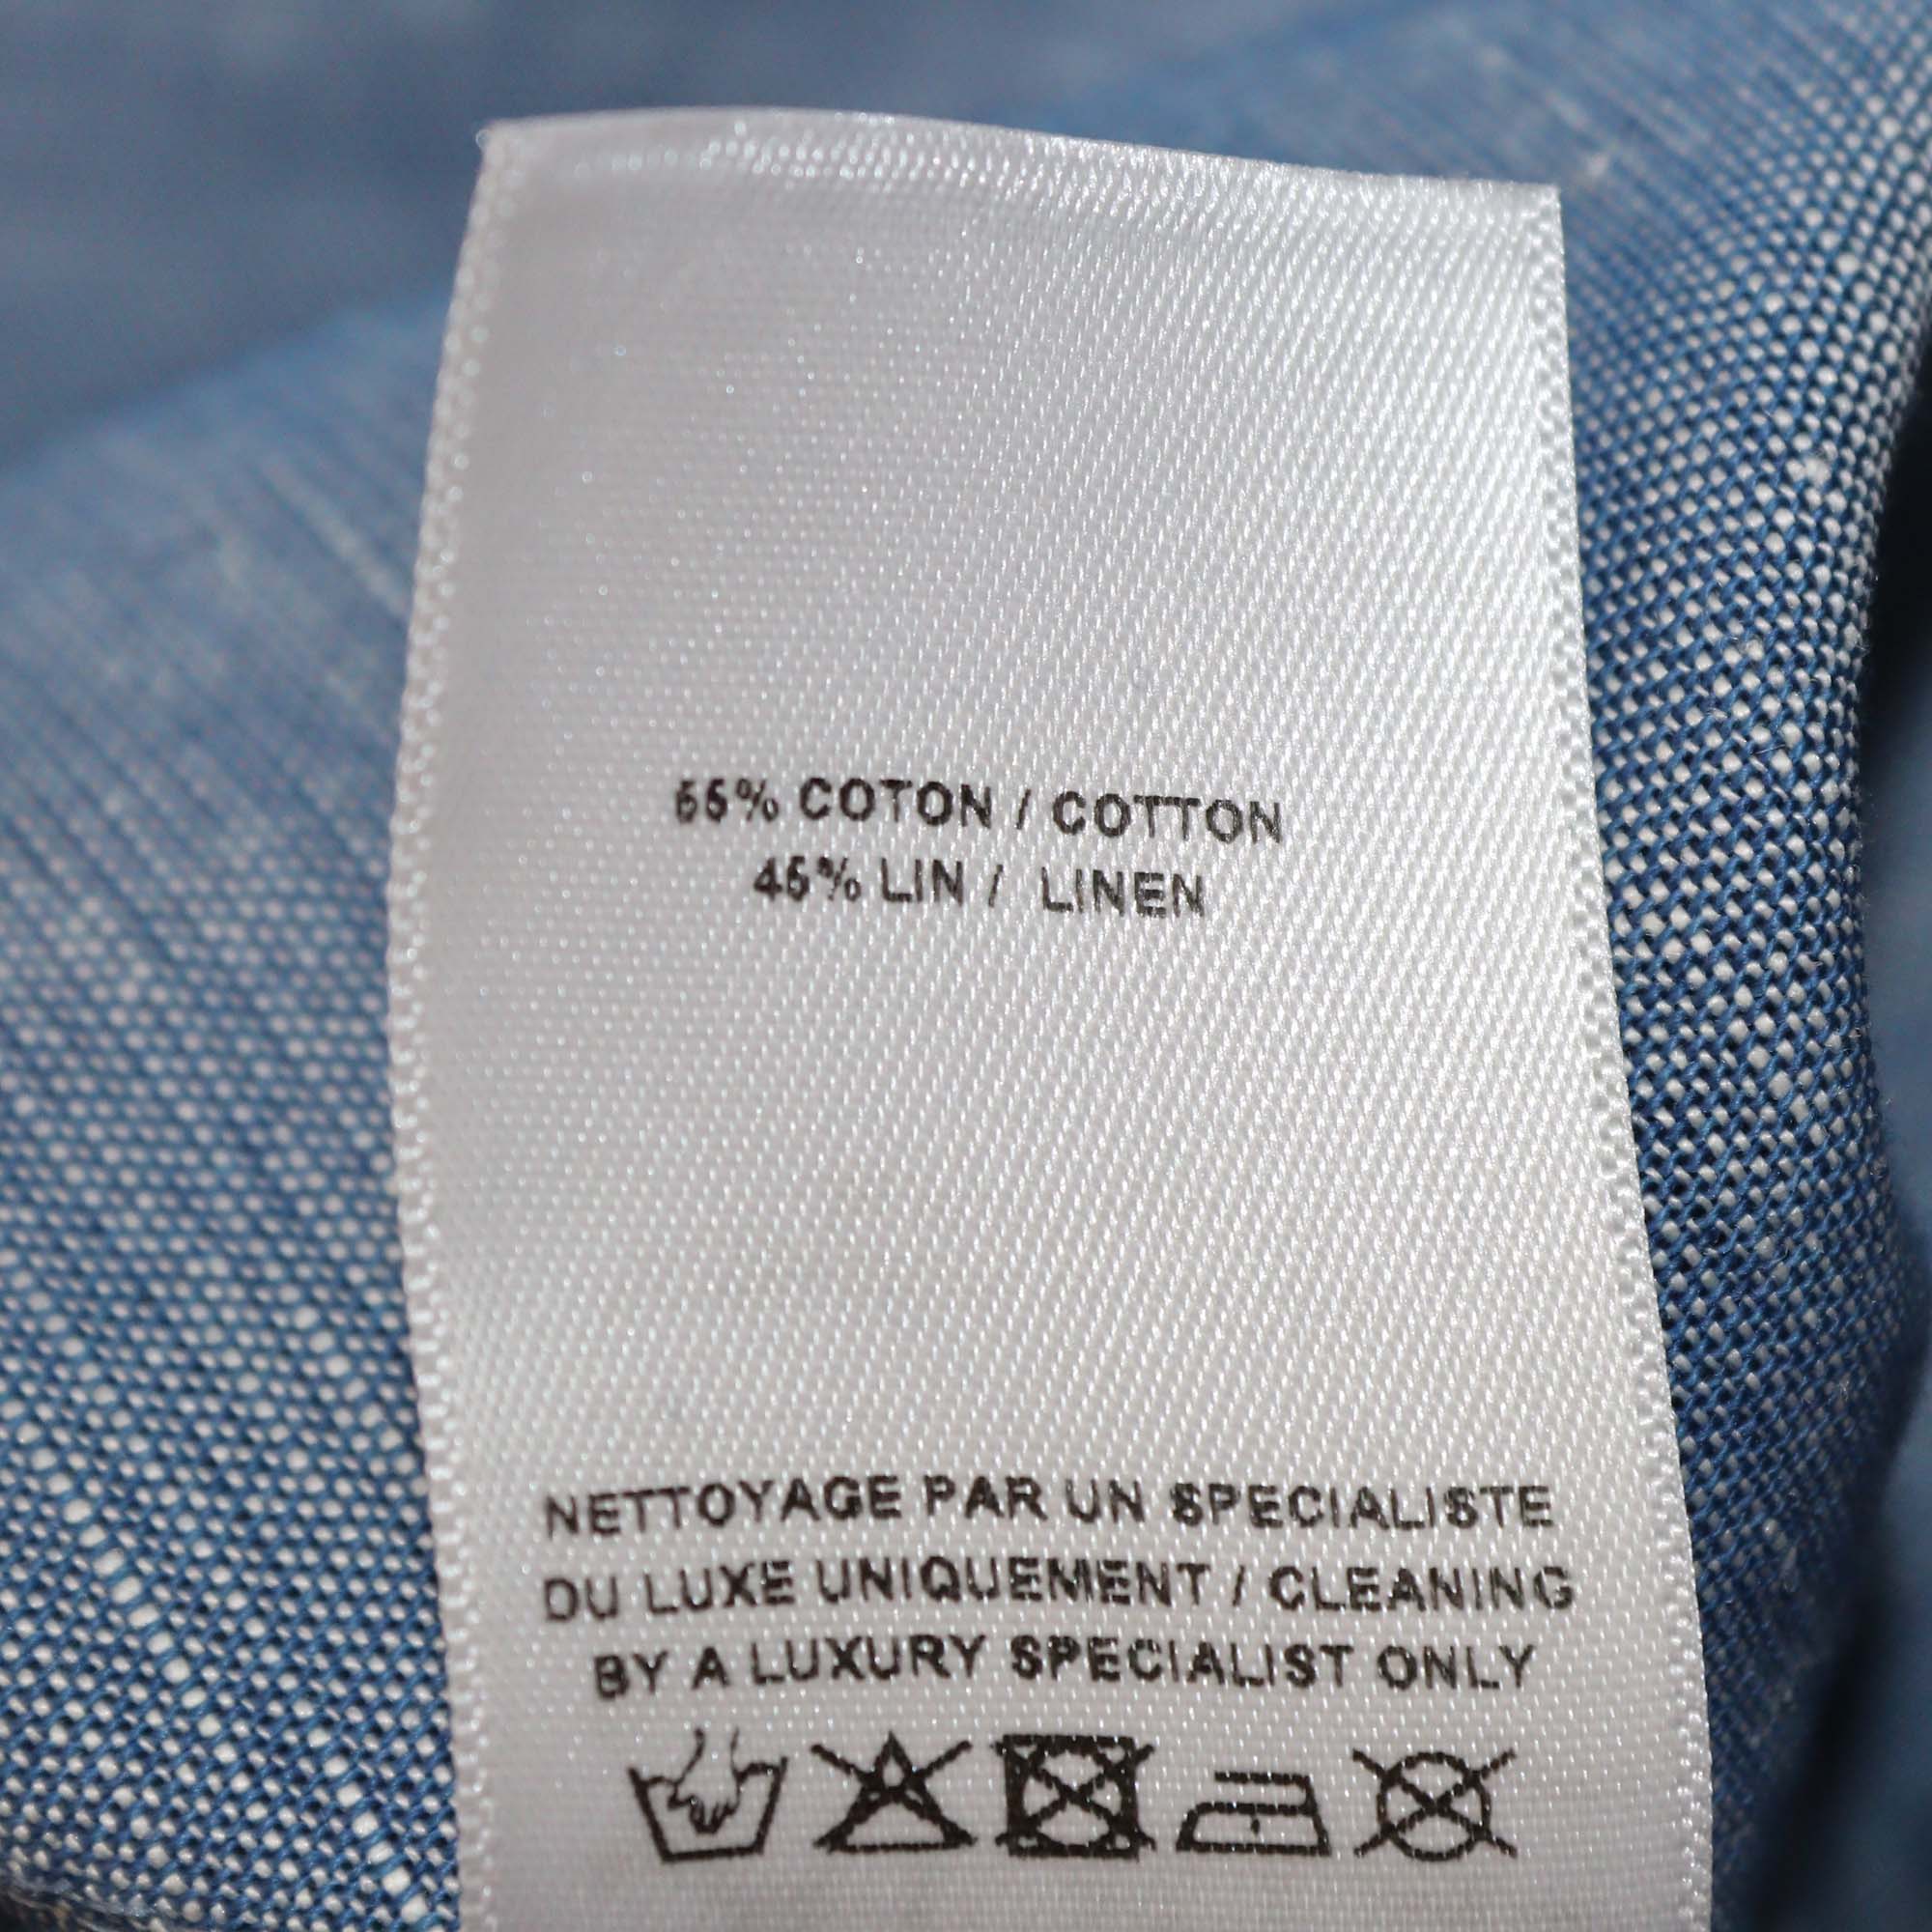 55% COTON / COTTON
45% LIN / LINEN
NETTOYAGE PAR UN SPECIALISTE
DU LUXE UNIQUEMENT / CLEANING
BY A LUXURY SPECIALIST ONLY